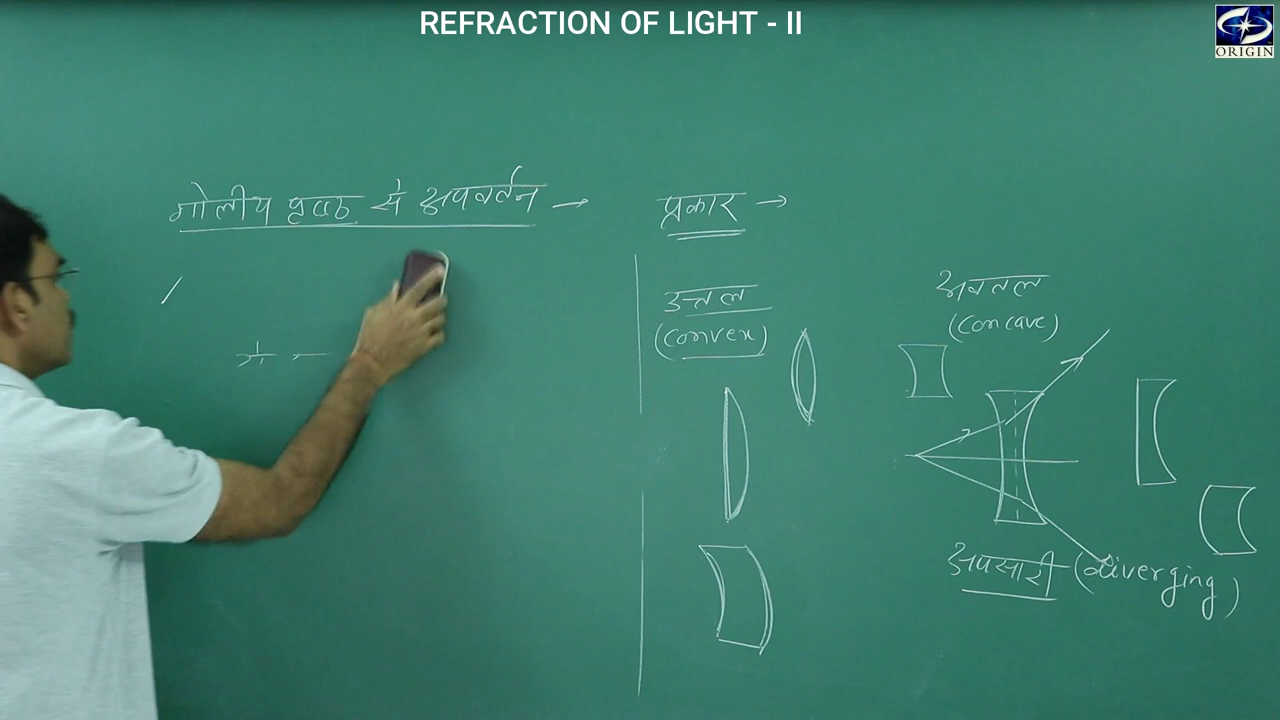 REFRACTION OF LIGHT - II
ORIGIN
गोलीय पृष्ठ से अपवर्तन →
प्रकार →
उत्तल
(convex)
अवतल
(concave)
अपसारी (diverging)